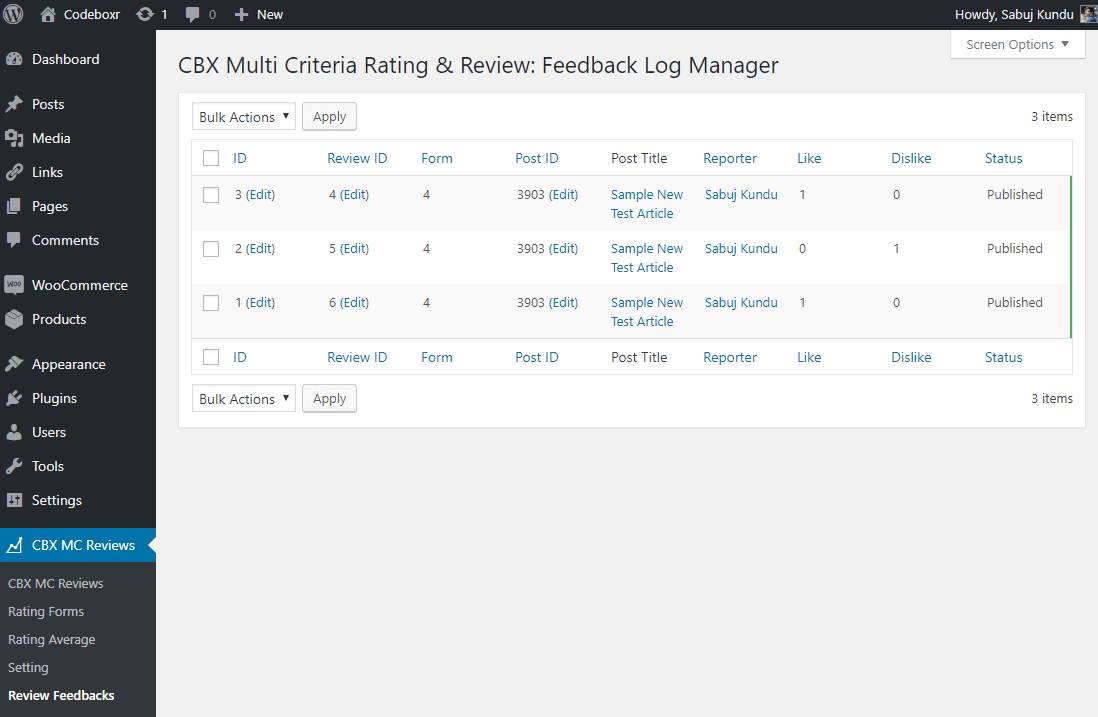 Codeboxr 1 0 New Howdy, Sabuj Kundu
Screen Options
Dashboard
Posts
Media
Links
Pages
Comments
WooCommerce
Products
Appearance
Plugins
Users
Tools
Settings
CBX MC Reviews
CBX MC Reviews
Rating Forms
Rating Average
Setting
Review Feedbacks
CBX Multi Criteria Rating & Review: Feedback Log Manager
Bulk Actions Apply 3 items
ID Review ID Form Post ID Post Title Reporter Like Dislike Status
3 (Edit) 4 (Edit) 4 3903 (Edit) Sample New Sabuj Kundu 1 0 Published
Test Article
2 (Edit) 5 (Edit) 4 3903 (Edit) Sample New Sabuj Kundu 0 1 Published
Test Article
1 (Edit) 6 (Edit) 4 3903 (Edit) Sample New Sabuj Kundu 1 0 Published
Test Article
ID Review ID Form Post ID Post Title Reporter Like Dislike Status
Bulk Actions Apply 3 items